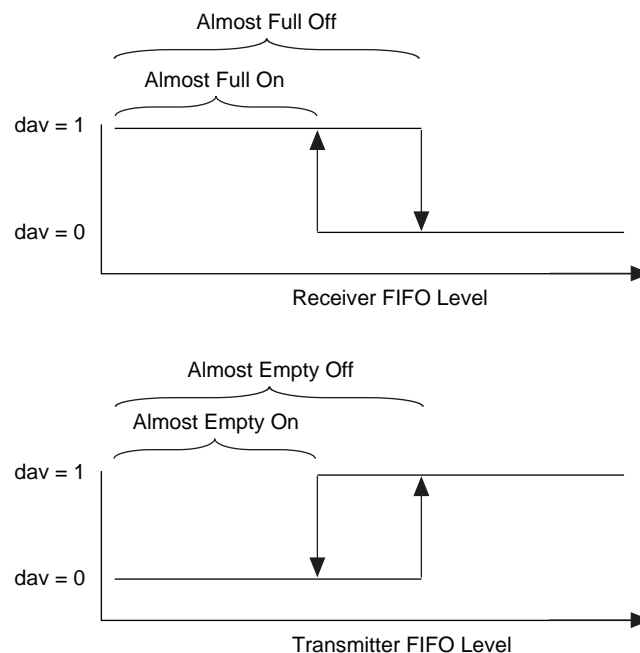 Almost Full Off
Almost Full On
dav = 1
dav = 0
Receiver FIFO Level
Almost Empty Off
Almost Empty On
dav = 1
dav = 0
Transmitter FIFO Level